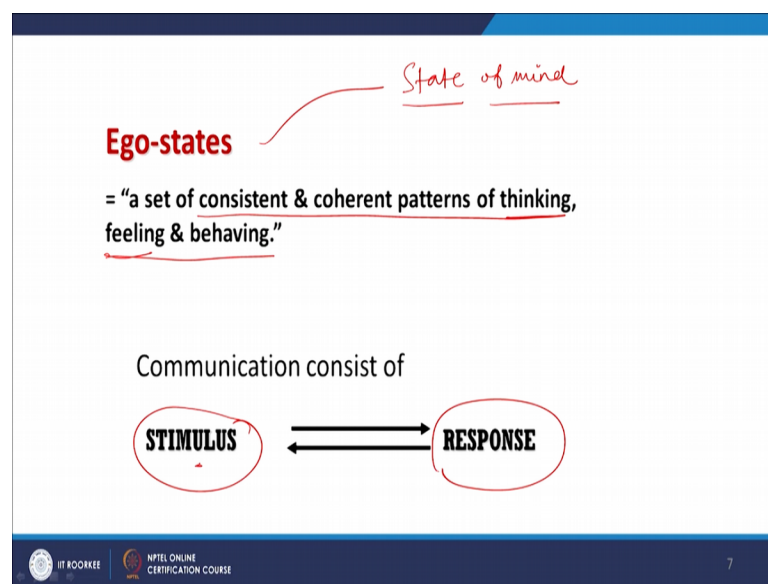 State of mind
Ego-states
= “a set of consistent & coherent patterns of thinking,
feeling & behaving.”
Communication consist of
STIMULUS RESPONSE
IIT ROORKEE NPTEL ONLINE
CERTIFICATION COURSE
7